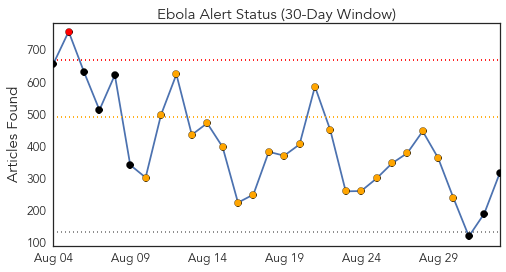 Ebola Alert Status (30-Day Window)
Articles Found
700
600
500
400
300
200
100
Aug 04 Aug 09 Aug 14 Aug 19 Aug 24 Aug 29